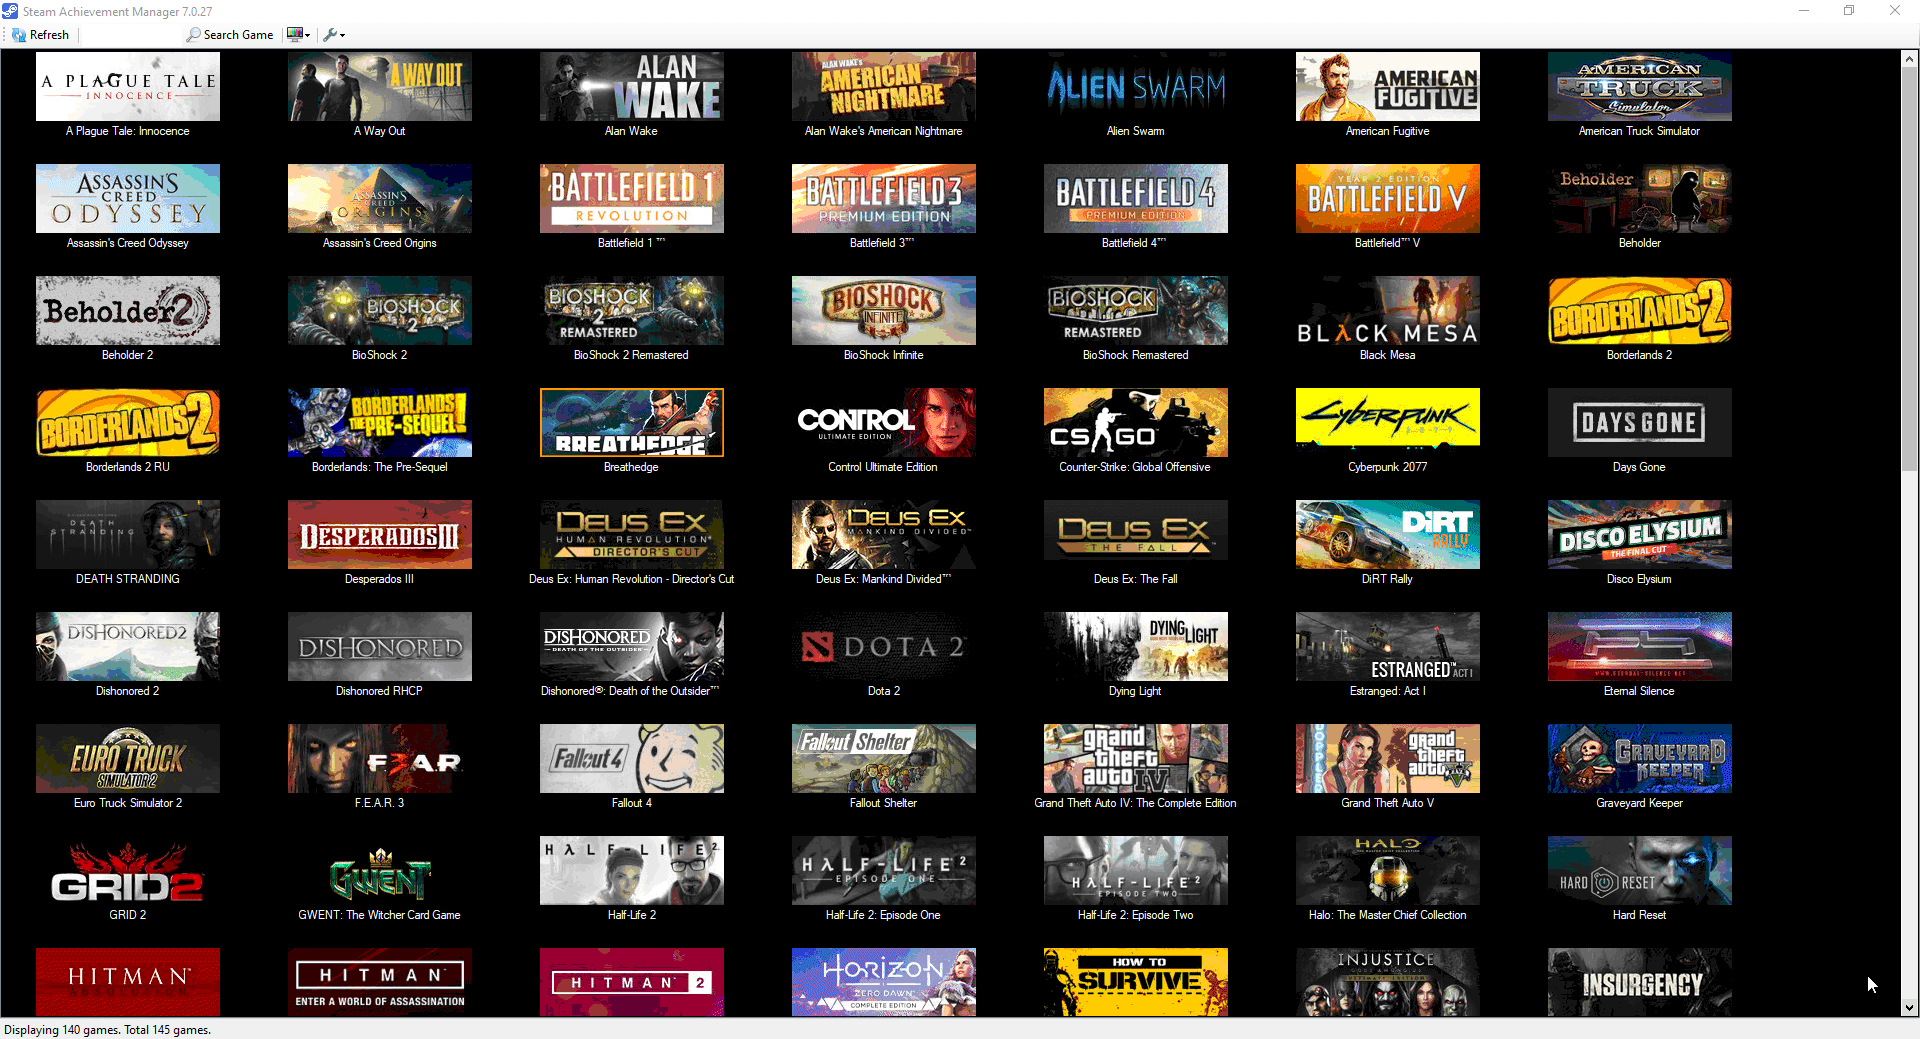 Steam Achievement Manager 7.0.27
Refresh
Search Game
A PLAGUE TALE
INNOCENCE
A WAY OUT
ALAN
WAKE
ALAN WAKE'S
AMERICAN
NIGHTMARE
ALIEN SWARM
AMERICAN
FUGITIVE
AMERICAN
TRUCK
Simulator
A Plague Tale: Innocence
A Way Out
Alan Wake
Alan Wake's American Nightmare
Alien Swarm
American Fugitive
American Truck Simulator
ASSASSIN'S
CREED
ODYSSEY
ASSASSIN'S
CREED
ORIGINS
BATTLEFIELD 1
REVOLUTION
BATTLEFIELD 3
PREMIUM EDITION
BATTLEFIELD 4
PREMIUM EDITION
YEAR 2 EDITION
BATTLEFIELD V
Beholder
Assassin's Creed Odyssey
Assassin's Creed Origins
Battlefield 1 ™
Battlefield 3™
Battlefield 4™
Battlefield™ V
Beholder
Beholder 2
BIOSHOCK
2
BIOSHOCK
2
REMASTERED
BIOSHOCK
INFINITE
BIOSHOCK
REMASTERED
BLACK MESA
BORDERLANDS 2
Beholder 2
BioShock 2
BioShock 2 Remastered
BioShock Infinite
BioShock Remastered
Black Mesa
Borderlands 2
BORDERLANDS 2
BORDERLANDS
THE PRE-SEQUEL!
BREATHEDGE
CONTROL
ULTIMATE EDITION
CS GO
CYBERPUNK
DAYS GONE
Borderlands 2 RU
Borderlands: The Pre-Sequel
Breathedge
Control Ultimate Edition
Counter-Strike: Global Offensive
Cyberpunk 2077
Days Gone
DEATH
STRANDING
DESPERADOS III
DEUS EX
HUMAN REVOLUTION
DIRECTOR'S CUT
DEUS EX
MANKIND DIVIDED™
DEUS EX
THE FALL
DiRT
RALLY
DISCO ELYSIUM
THE FINAL CUT
DEATH STRANDING
Desperados III
Deus Ex: Human Revolution - Director's Cut
Deus Ex: Mankind Divided™
Deus Ex: The Fall
DiRT Rally
Disco Elysium
DISHONORED 2
DISHONORED
DISHONORED
DEATH OF THE OUTSIDER™
DOTA 2
DYING LIGHT
ESTRANGED™ ACT I
WWW.ETERNAL-SILENCE.NET
Dishonored 2
Dishonored RHCP
Dishonored®: Death of the Outsider™
Dota 2
Dying Light
Estranged: Act I
Eternal Silence
EURO TRUCK
SIMULATOR 2
F.3.A.R.
Fallout 4
Fallout Shelter
grand
theft
auto IV
grand
theft
auto V
GRAVEYARD
KEEPER
Euro Truck Simulator 2
F.E.A.R. 3
Fallout 4
Fallout Shelter
Grand Theft Auto IV: The Complete Edition
Grand Theft Auto V
Graveyard Keeper
GRID 2
GWENT
HALF-LIFE 2
HALF-LIFE 2
EPISODE ONE
HALF-LIFE 2
EPISODE TWO
HALO
HARD RESET
GRID 2
GWENT: The Witcher Card Game
Half-Life 2
Half-Life 2: Episode One
Half-Life 2: Episode Two
Halo: The Master Chief Collection
Hard Reset
HITMAN™
HITMAN™
ENTER A WORLD OF ASSASSINATION
HITMAN™ 2
HORIZON
ZERO DAWN
COMPLETE EDITION
HOW TO
SURVIVE
INJUSTICE
INSURGENCY
Displaying 140 games. Total 145 games.